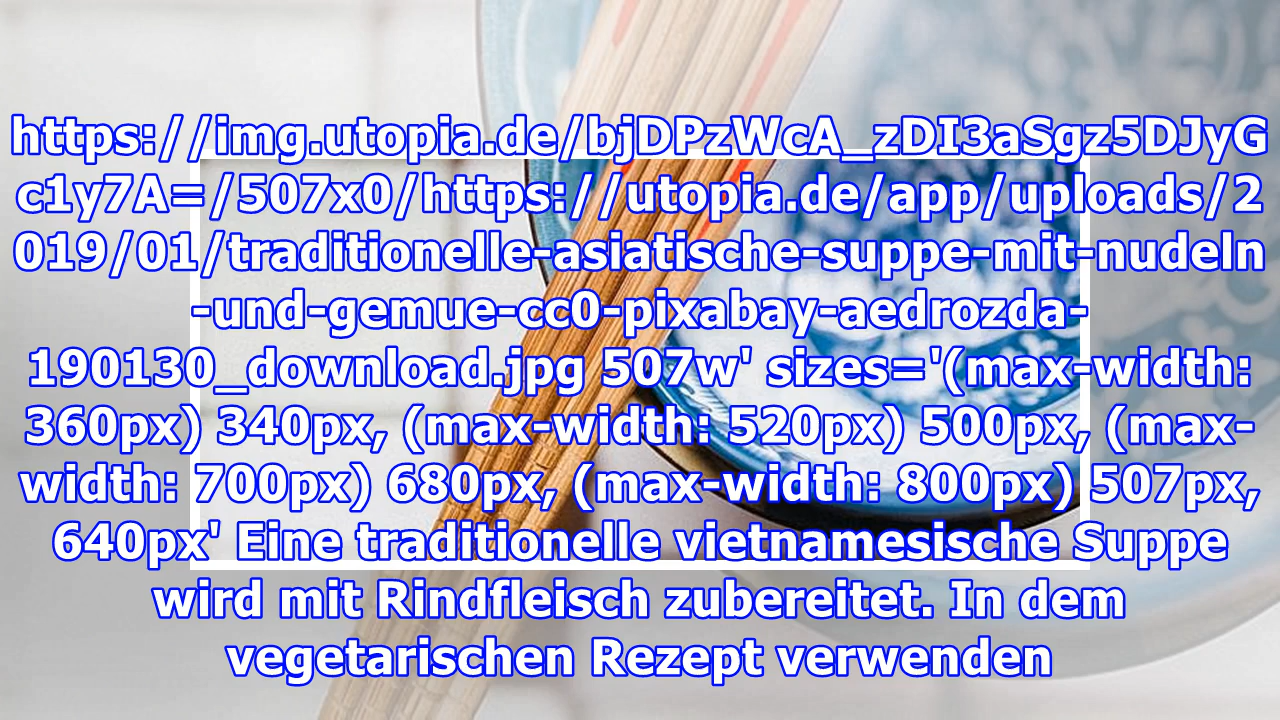 https://img.utopia.de/bjDPzWcA_zDI3aSgz5DJyG
c1y7A=/507x0/https://utopia.de/app/uploads/2
019/01/traditionelle-asiatische-suppe-mit-nudeln
-und-gemue-cc0-pixabay-aedrozda-
190130_download.jpg 507w' sizes='(max-width:
360px) 340px, (max-width: 520px) 500px, (max-
width: 700px) 680px, (max-width: 800px) 507px,
640px' Eine traditionelle vietnamesische Suppe
wird mit Rindfleisch zubereitet. In dem
vegetarischen Rezept verwenden